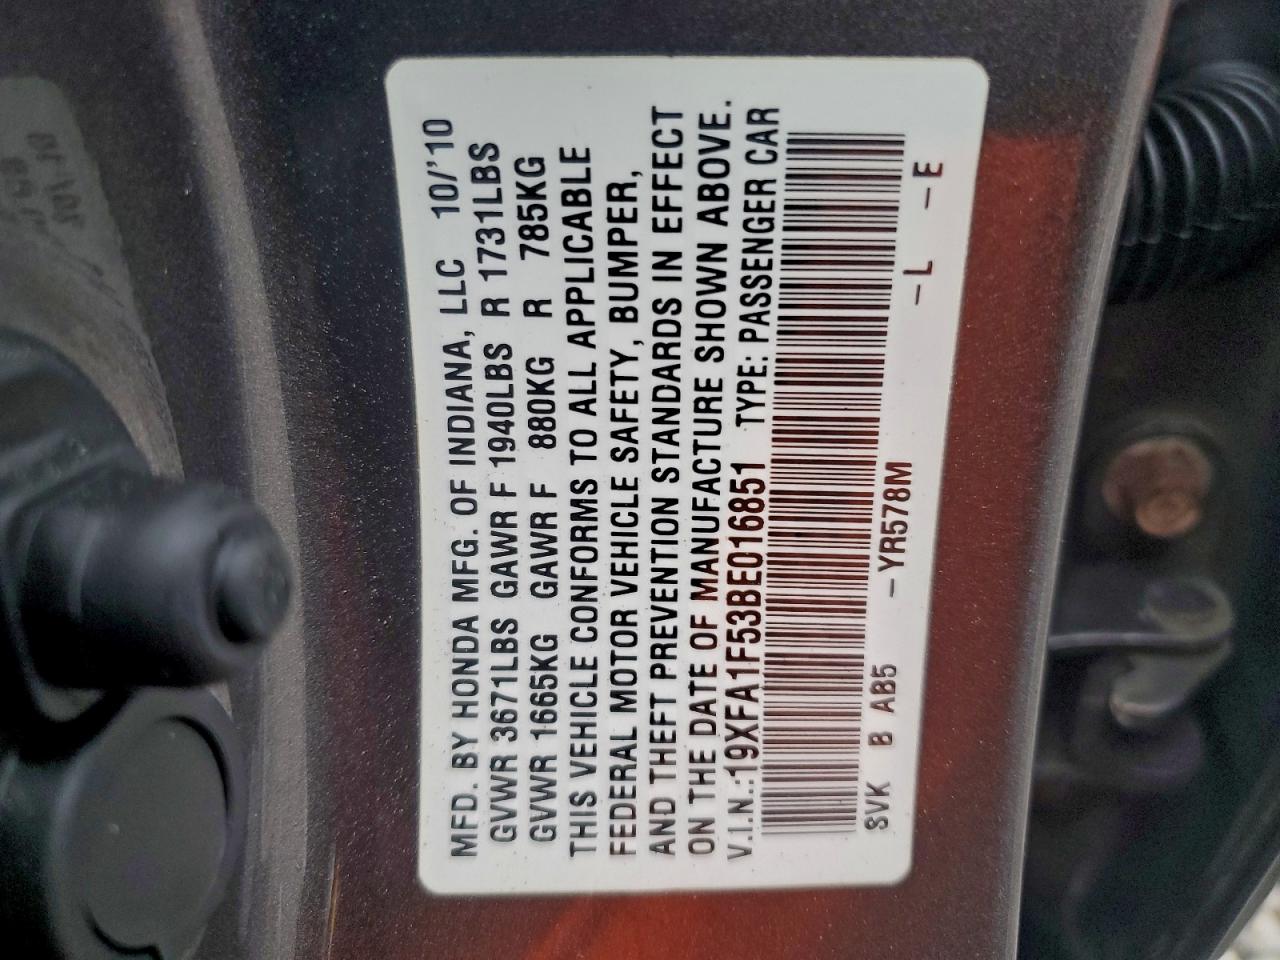 MFD. BY HONDA MFG. OF INDIANA, LLC 10/'10
GVWR 3671LBS GAWR F 1940LBS R 1731LBS
GVWR 1665KG GAWR F 880KG R 785KG
THIS VEHICLE CONFORMS TO ALL APPLICABLE
FEDERAL MOTOR VEHICLE SAFETY, BUMPER,
AND THEFT PREVENTION STANDARDS IN EFFECT
ON THE DATE OF MANUFACTURE SHOWN ABOVE.
V.I.N.:19XFA1F53BE016851 TYPE: PASSENGER CAR
SVK B AB5 -YR578M -L -E